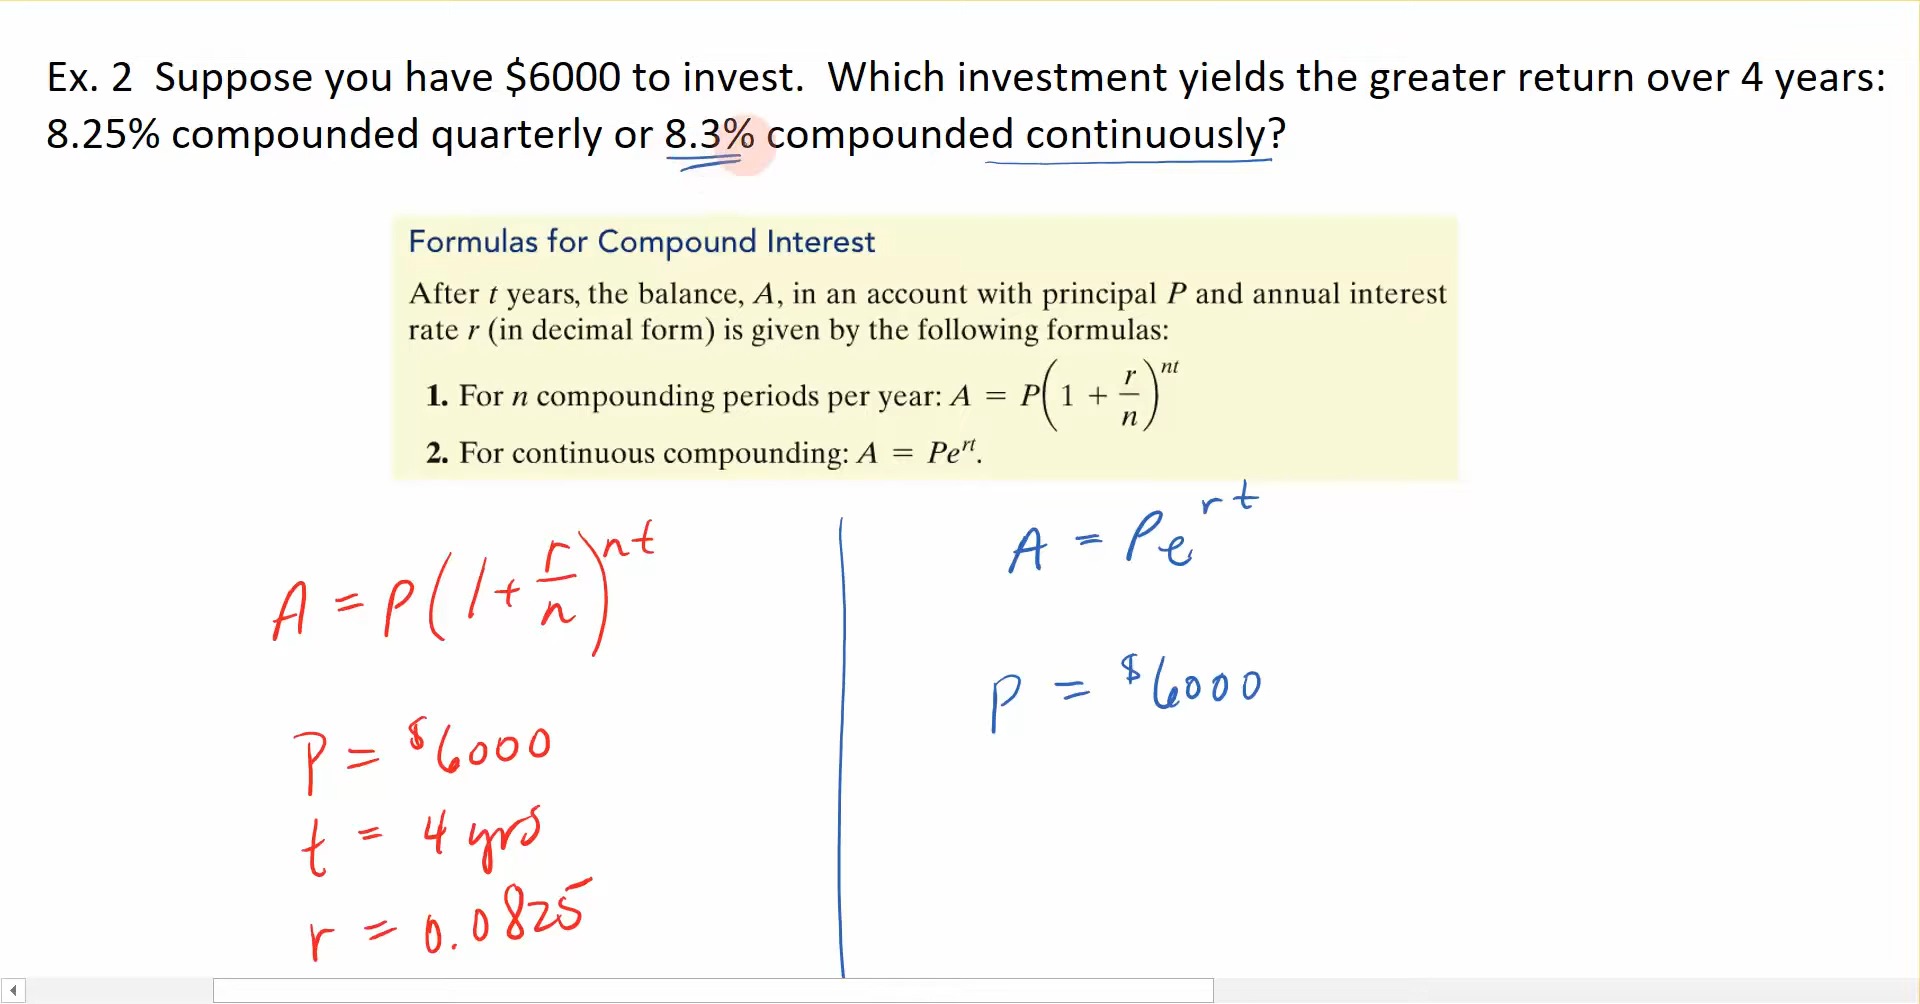 Ex. 2  Suppose you have $6000 to invest.  Which investment yields the greater return over 4 years:
8.25% compounded quarterly or 8.3% compounded continuously?
Formulas for Compound Interest
After t years, the balance, A, in an account with principal P and annual interest
rate r (in decimal form) is given by the following formulas:
1. For n compounding periods per year: A = P(1 + r/n)^nt
2. For continuous compounding: A = Pe^rt.
A = P(1 + r/n)^nt
P = $6000
t = 4 yrs
r = 0.0825
A = Pe^rt
P = $6000